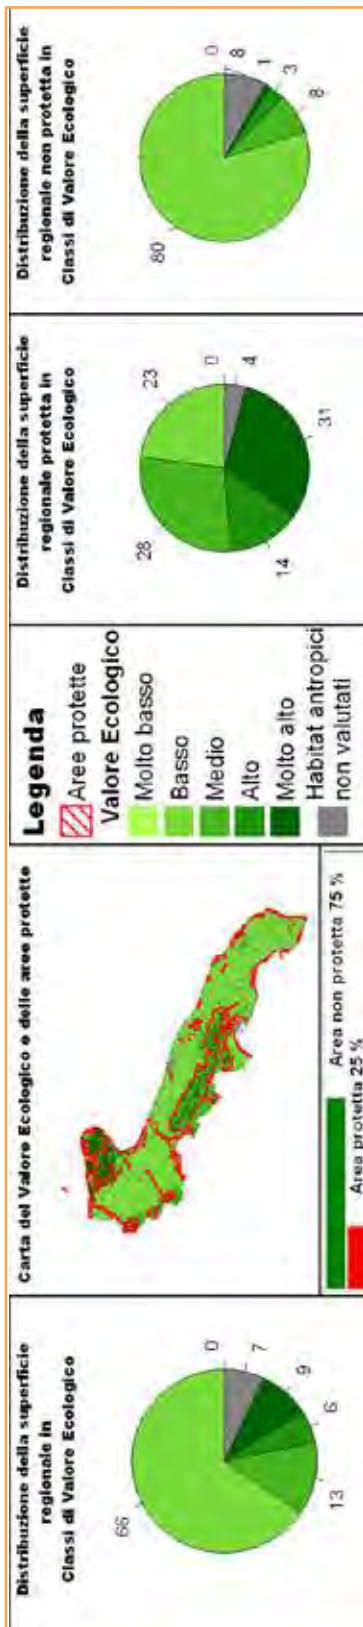 Distribuzione della superficie
regionale in
Classi di Valore Ecologico
66
0
7
9
6
13
Carta del Valore Ecologico e delle aree protette
Area non protetta 75 %
Area protetta 25 %
Legenda
Aree protette
Valore Ecologico
Molto basso
Basso
Medio
Alto
Molto alto
Habitat antropici
non valutati
Distribuzione della superficie
regionale protetta in
Classi di Valore Ecologico
23
0
4
31
14
28
Distribuzione della superficie
regionale non protetta in
Classi di Valore Ecologico
80
0
8
1
3
8